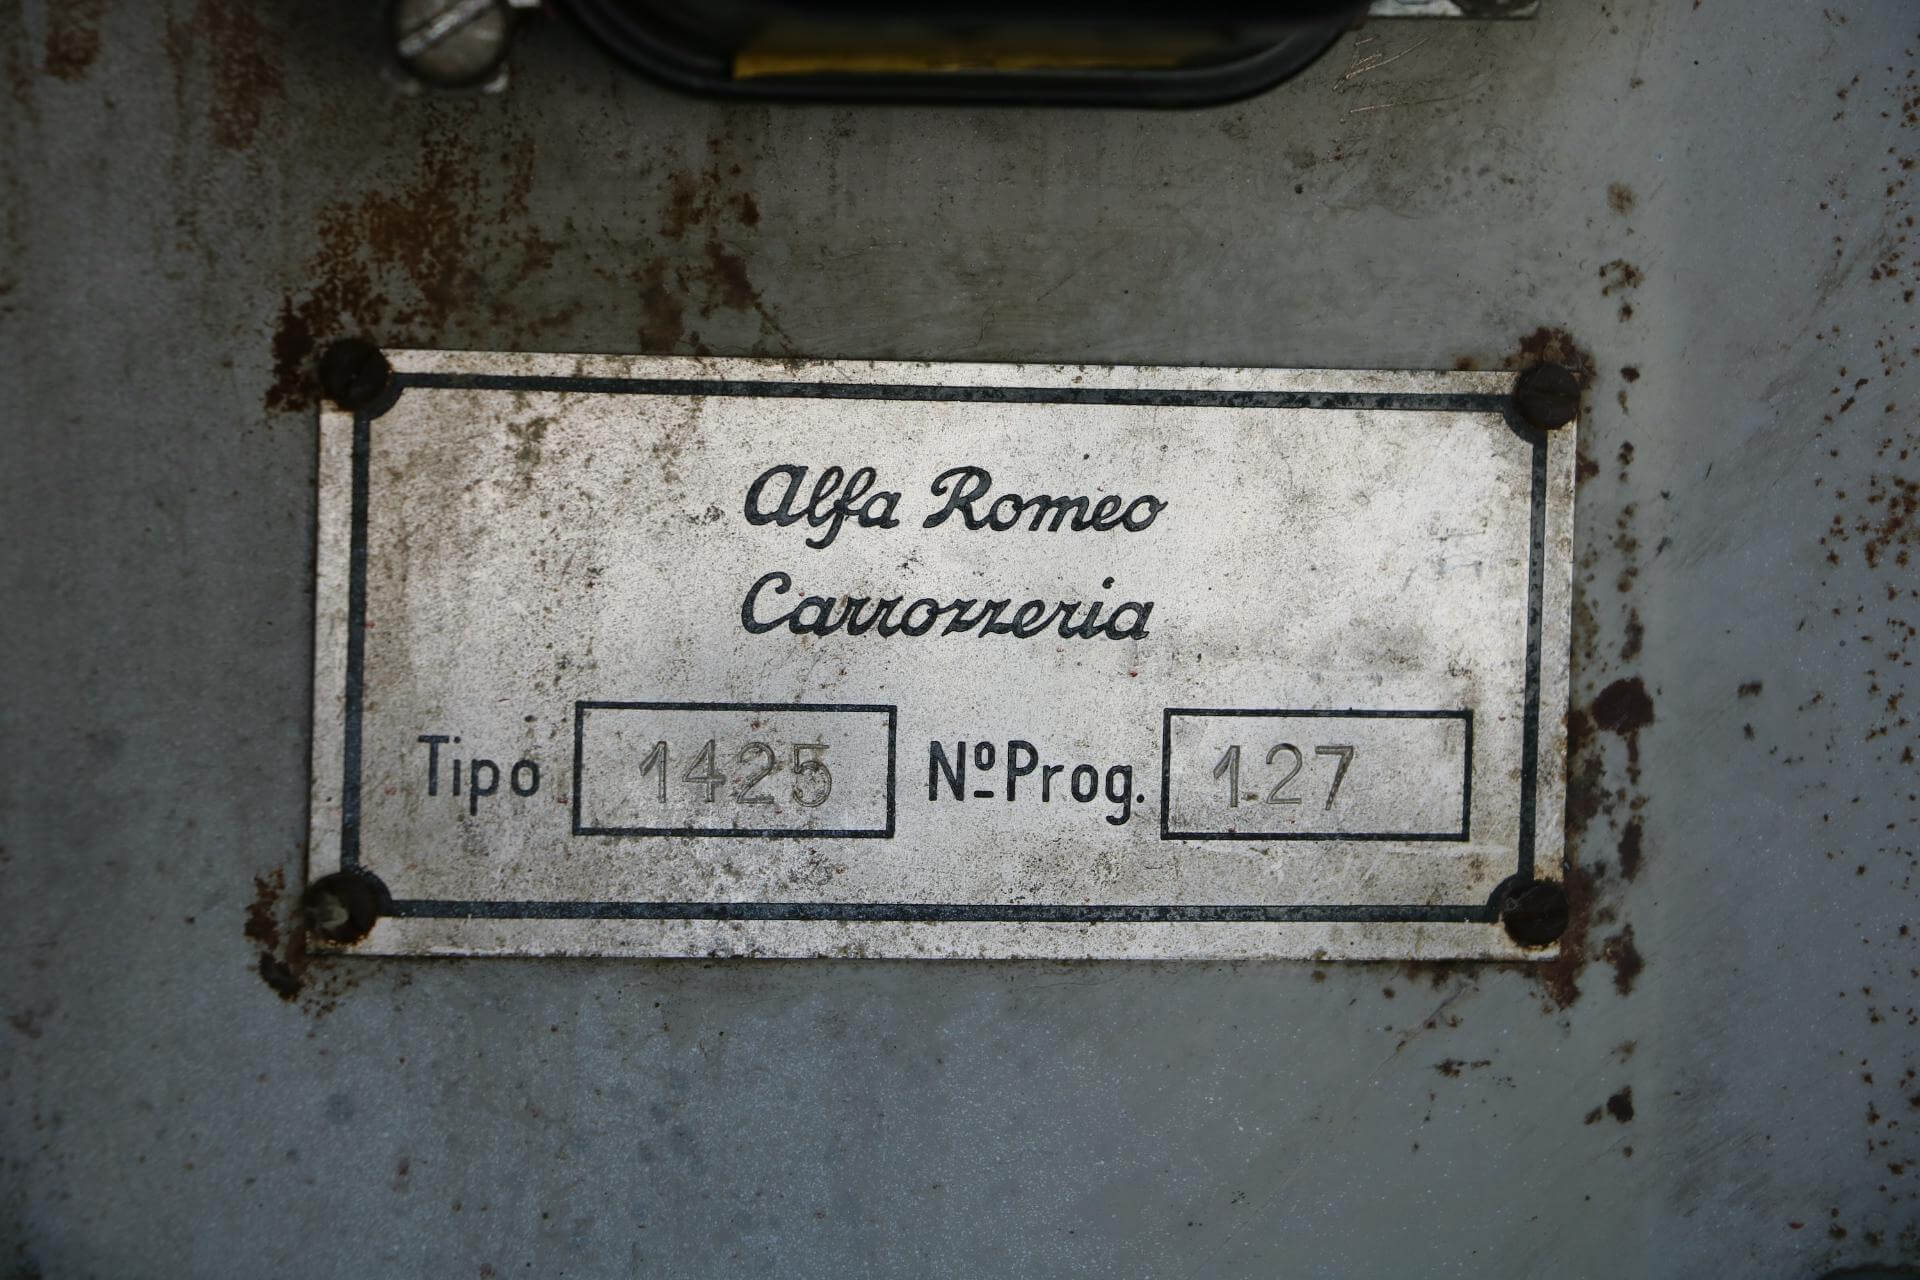 Alfa Romeo
Carrozzeria
Tipo 1425 Nº Prog. 127